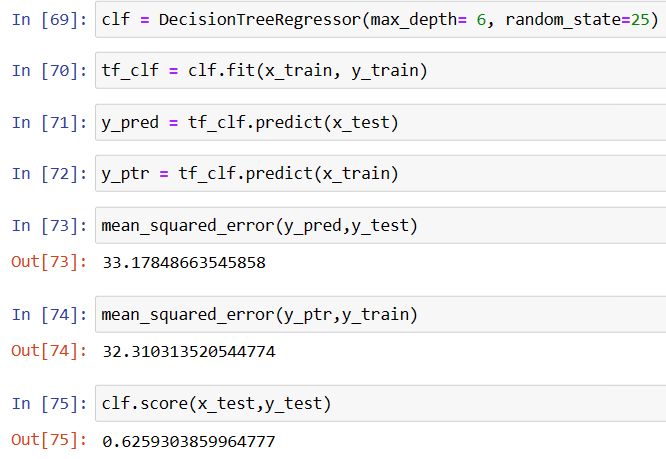 In [69]: clf = DecisionTreeRegressor(max_depth= 6, random_state=25)
In [70]: tf_clf = clf.fit(x_train, y_train)
In [71]: y_pred = tf_clf.predict(x_test)
In [72]: y_ptr = tf_clf.predict(x_train)
In [73]: mean_squared_error(y_pred,y_test)
Out[73]: 33.17848663545858
In [74]: mean_squared_error(y_ptr,y_train)
Out[74]: 32.310313520544774
In [75]: clf.score(x_test,y_test)
Out[75]: 0.6259303859964777